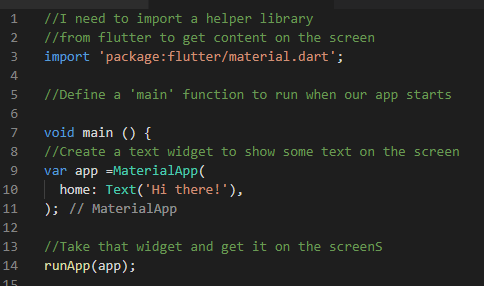 1 //I need to import a helper library
2 //from flutter to get content on the screen
3 import 'package:flutter/material.dart';
4
5 //Define a 'main' function to run when our app starts
6
7 void main () {
8 //Create a text widget to show some text on the screen
9 var app =MaterialApp(
10   home: Text('Hi there!'),
11 ); // MaterialApp
12
13 //Take that widget and get it on the screenS
14 runApp(app);
15